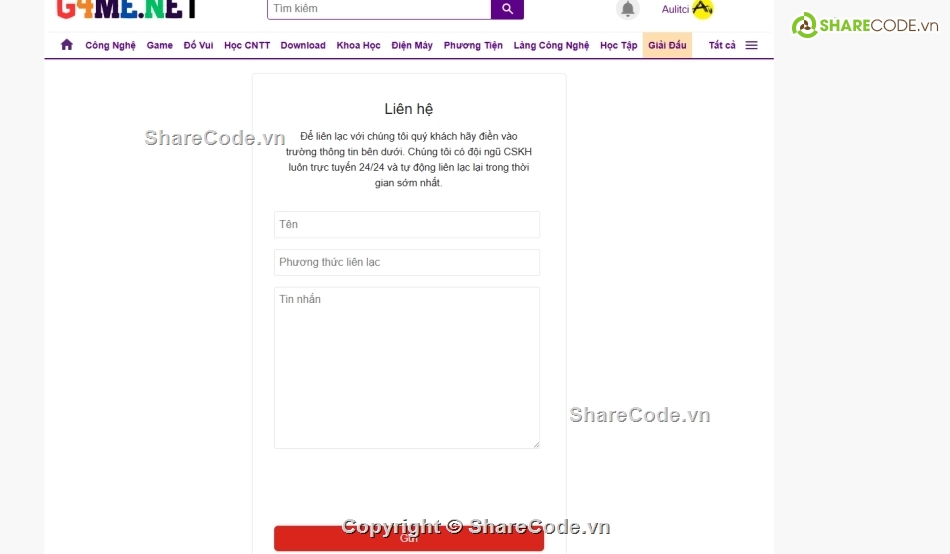 G4ME.NET
Tìm kiếm
Aulitci
SHARECODE.vn
Công Nghệ Game Đố Vui Học CNTT Download Khoa Học Điện Máy Phương Tiện Làng Công Nghệ Học Tập Giải Đấu Tất cả
Liên hệ
ShareCode.vn
Để liên lạc với chúng tôi quý khách hãy điền vào
trường thông tin bên dưới. Chúng tôi có đội ngũ CSKH
luôn trực tuyến 24/24 và tự động liên lạc lại trong thời
gian sớm nhất.
Tên
Phương thức liên lạc
Tin nhắn
ShareCode.vn
Copyright © ShareCode.vn
Gửi